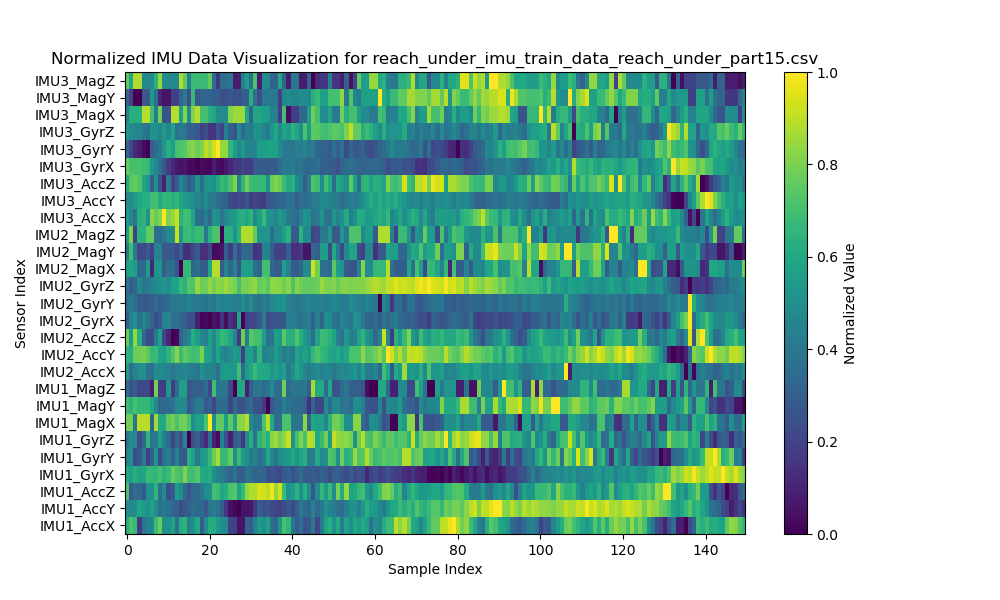 Normalized IMU Data Visualization for reach_under_imu_train_data_reach_under_part15.csv
IMU3_MagZ
IMU3_MagY
IMU3_MagX
IMU3_GyrZ
IMU3_GyrY
IMU3_GyrX
IMU3_AccZ
IMU3_AccY
IMU3_AccX
IMU2_MagZ
IMU2_MagY
IMU2_MagX
IMU2_GyrZ
IMU2_GyrY
IMU2_GyrX
IMU2_AccZ
IMU2_AccY
IMU2_AccX
IMU1_MagZ
IMU1_MagY
IMU1_MagX
IMU1_GyrZ
IMU1_GyrY
IMU1_GyrX
IMU1_AccZ
IMU1_AccY
IMU1_AccX
Sensor Index
0 20 40 60 80 100 120 140
Sample Index
1.0
0.8
0.6
0.4
0.2
0.0
Normalized Value